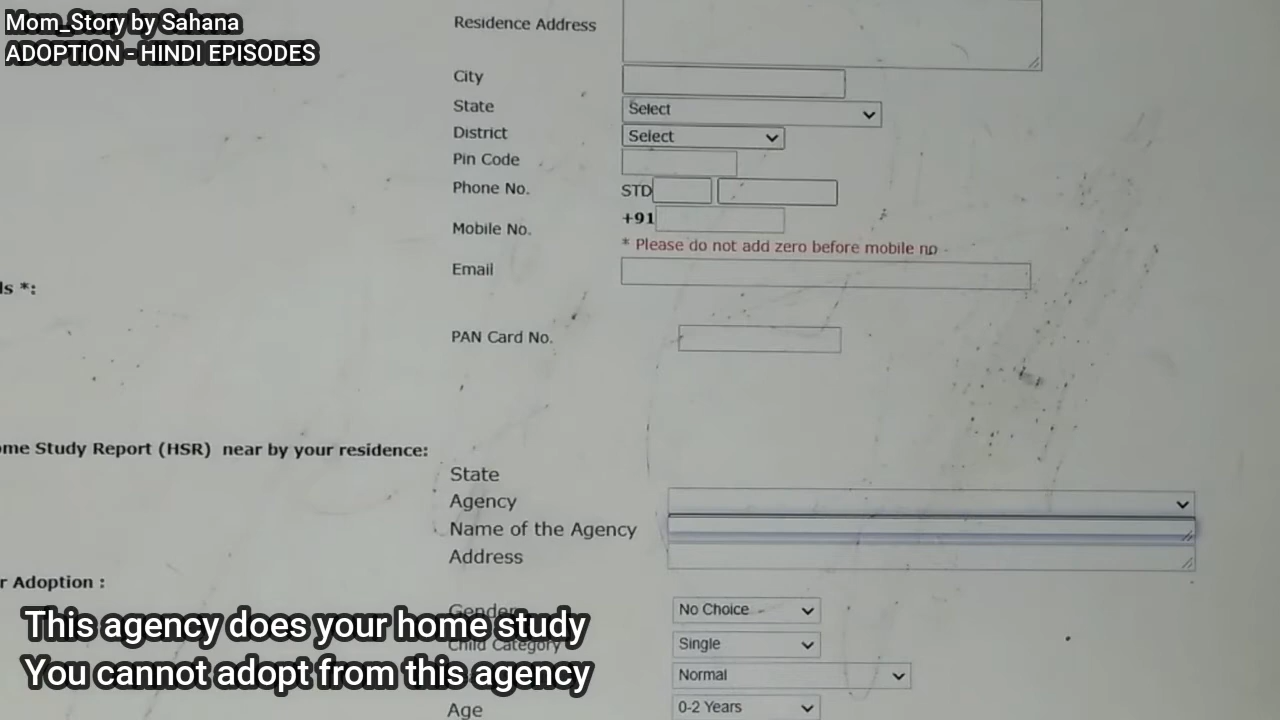 Mom_Story by Sahana
ADOPTION - HINDI EPISODES
Residence Address
City
State Select
District Select
Pin Code
Phone No. STD
+91
Mobile No.
* Please do not add zero before mobile no
Email
ls *:
PAN Card No.
ome Study Report (HSR) near by your residence:
State
Agency
Name of the Agency
Address
r Adoption :
Gender No Choice
This agency does your home study
Child Category Single
You cannot adopt from this agency
Normal
Age 0-2 Years